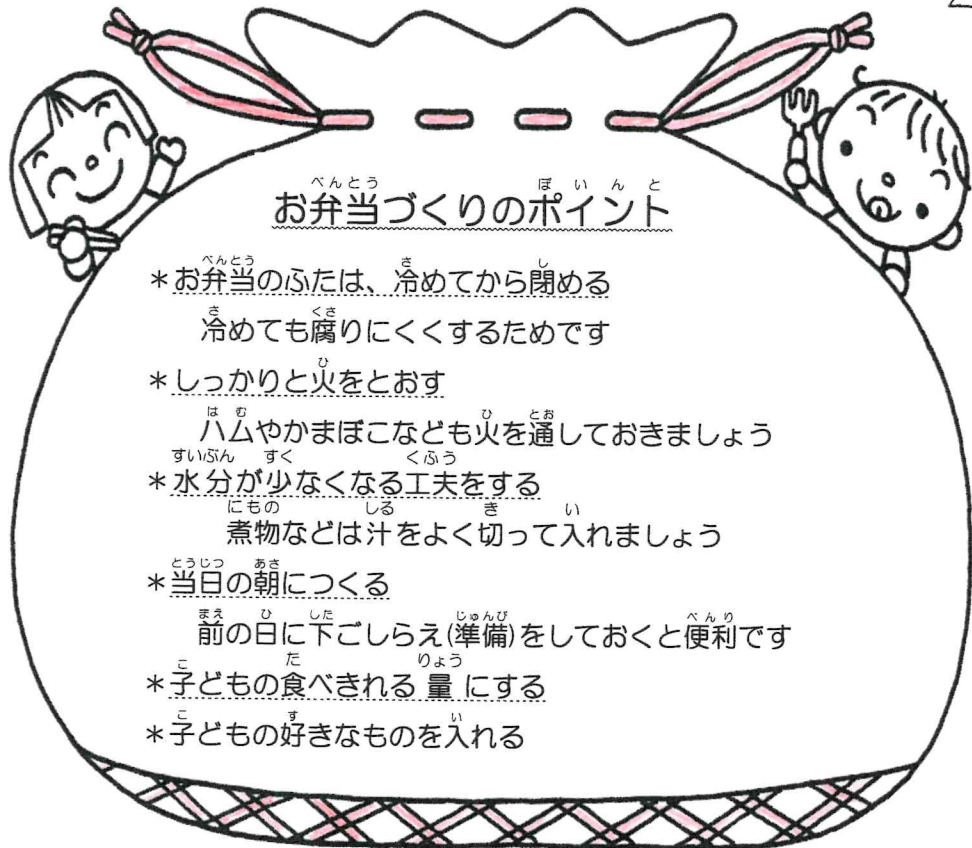 お弁当づくりのポイント
*お弁当のふたは、冷めてから閉める
冷めても腐りにくくするためです
*しっかりと火をとおす
ハムやかまぼこなども火を通しておきましょう
*水分が少なくなる工夫をする
煮物などは汁をよく切って入れましょう
*当日の朝につくる
前の日に下ごしらえ(準備)をしておくと便利です
*子どもの食べきれる量にする
*子どもの好きなものを入れる